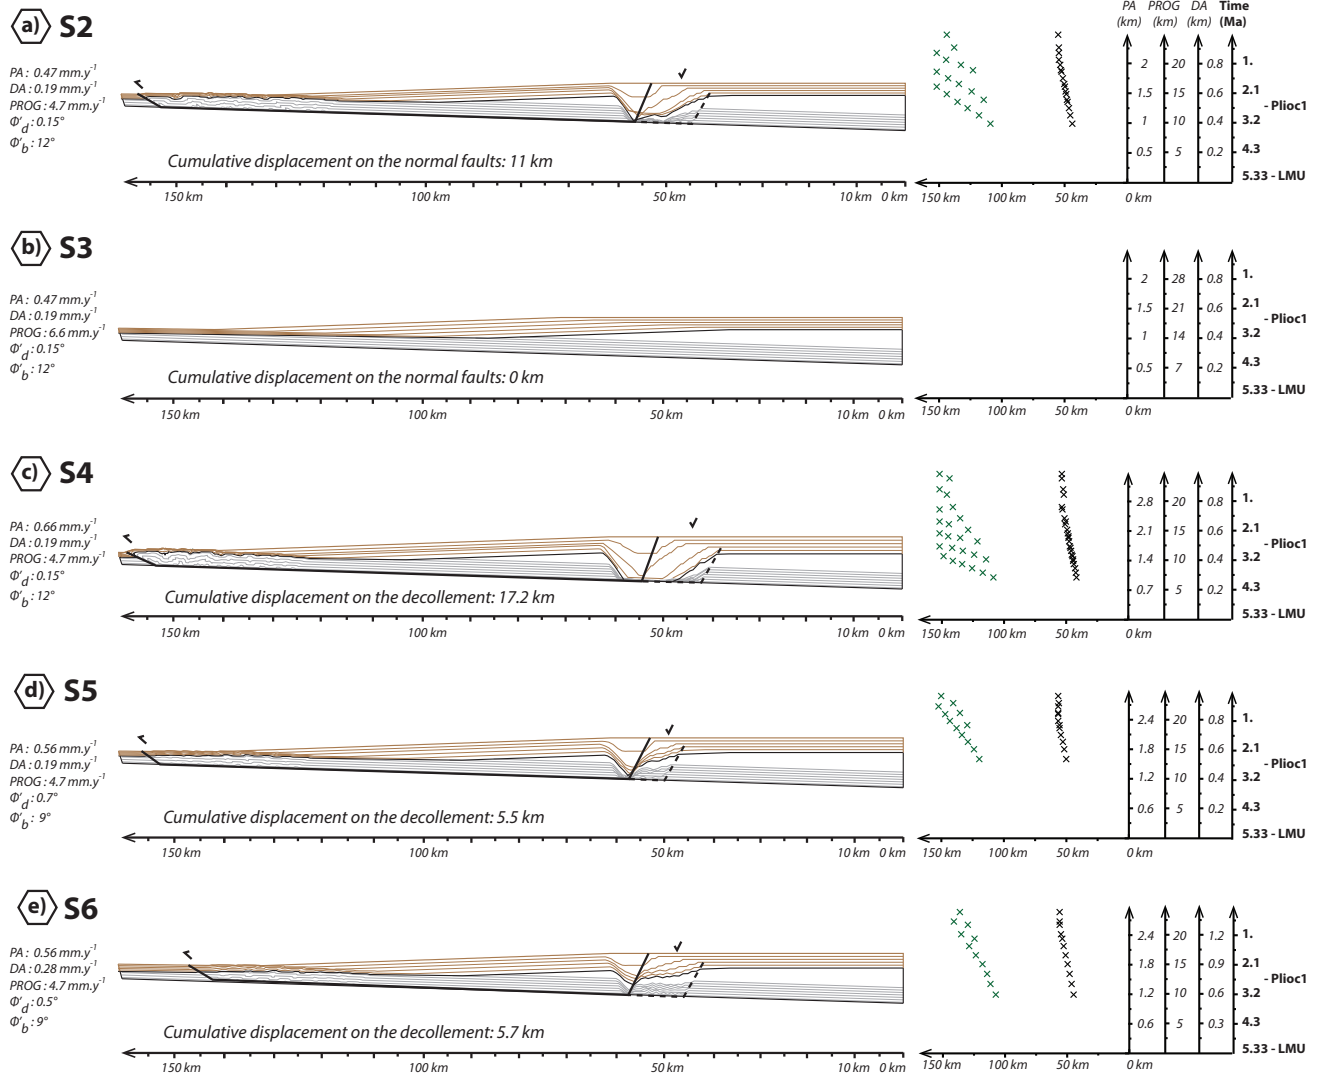 a) S2
PA : 0.47 mm.y-1
DA : 0.19 mm.y-1
PROG : 4.7 mm.y-1
Φ'd : 0.15°
Φ'b : 12°
Cumulative displacement on the normal faults: 11 km
150 km 100 km 50 km 10 km 0 km
PA PROG DA Time
(km) (km) (km) (Ma)
2 20 0.8 1.
1.5 15 0.6 2.1
- Plioc1
1 10 0.4 3.2
0.5 5 0.2 4.3
5.33 - LMU
150 km 100 km 50 km 0 km
b) S3
PA : 0.47 mm.y-1
DA : 0.19 mm.y-1
PROG : 6.6 mm.y-1
Φ'd : 0.15°
Φ'b : 12°
Cumulative displacement on the normal faults: 0 km
150 km 100 km 50 km 10 km 0 km
2 28 0.8 1.
1.5 21 0.6 2.1
- Plioc1
1 14 0.4 3.2
0.5 7 0.2 4.3
5.33 - LMU
150 km 100 km 50 km 0 km
c) S4
PA : 0.66 mm.y-1
DA : 0.19 mm.y-1
PROG : 4.7 mm.y-1
Φ'd : 0.15°
Φ'b : 12°
Cumulative displacement on the decollement: 17.2 km
150 km 100 km 50 km 10 km 0 km
2.8 20 0.8 1.
2.1 15 0.6 2.1
- Plioc1
1.4 10 0.4 3.2
0.7 5 0.2 4.3
5.33 - LMU
150 km 100 km 50 km 0 km
d) S5
PA : 0.56 mm.y-1
DA : 0.19 mm.y-1
PROG : 4.7 mm.y-1
Φ'd : 0.7°
Φ'b : 9°
Cumulative displacement on the decollement: 5.5 km
150 km 100 km 50 km 10 km 0 km
2.4 20 0.8 1.
1.8 15 0.6 2.1
- Plioc1
1.2 10 0.4 3.2
0.6 5 0.2 4.3
5.33 - LMU
150 km 100 km 50 km 0 km
e) S6
PA : 0.56 mm.y-1
DA : 0.28 mm.y-1
PROG : 4.7 mm.y-1
Φ'd : 0.5°
Φ'b : 9°
Cumulative displacement on the decollement: 5.7 km
150 km 100 km 50 km 10 km 0 km
2.4 20 1.2 1.
1.8 15 0.9 2.1
- Plioc1
1.2 10 0.6 3.2
0.6 5 0.3 4.3
5.33 - LMU
150 km 100 km 50 km 0 km